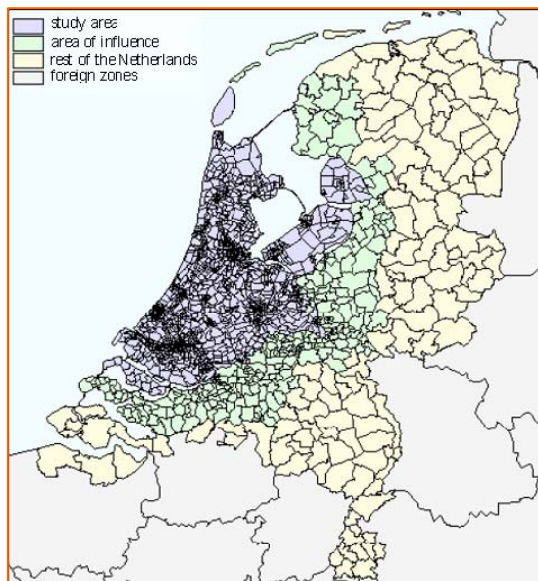 study area
area of influence
rest of the Netherlands
foreign zones